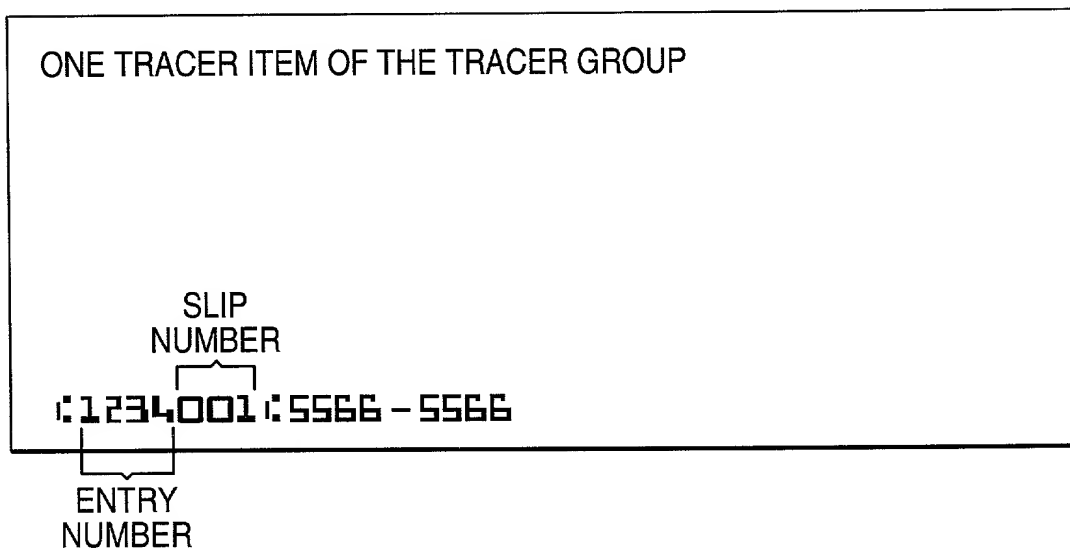 ONE TRACER ITEM OF THE TRACER GROUP
SLIP
NUMBER
⑆1234001⑆5566-5566
ENTRY
NUMBER